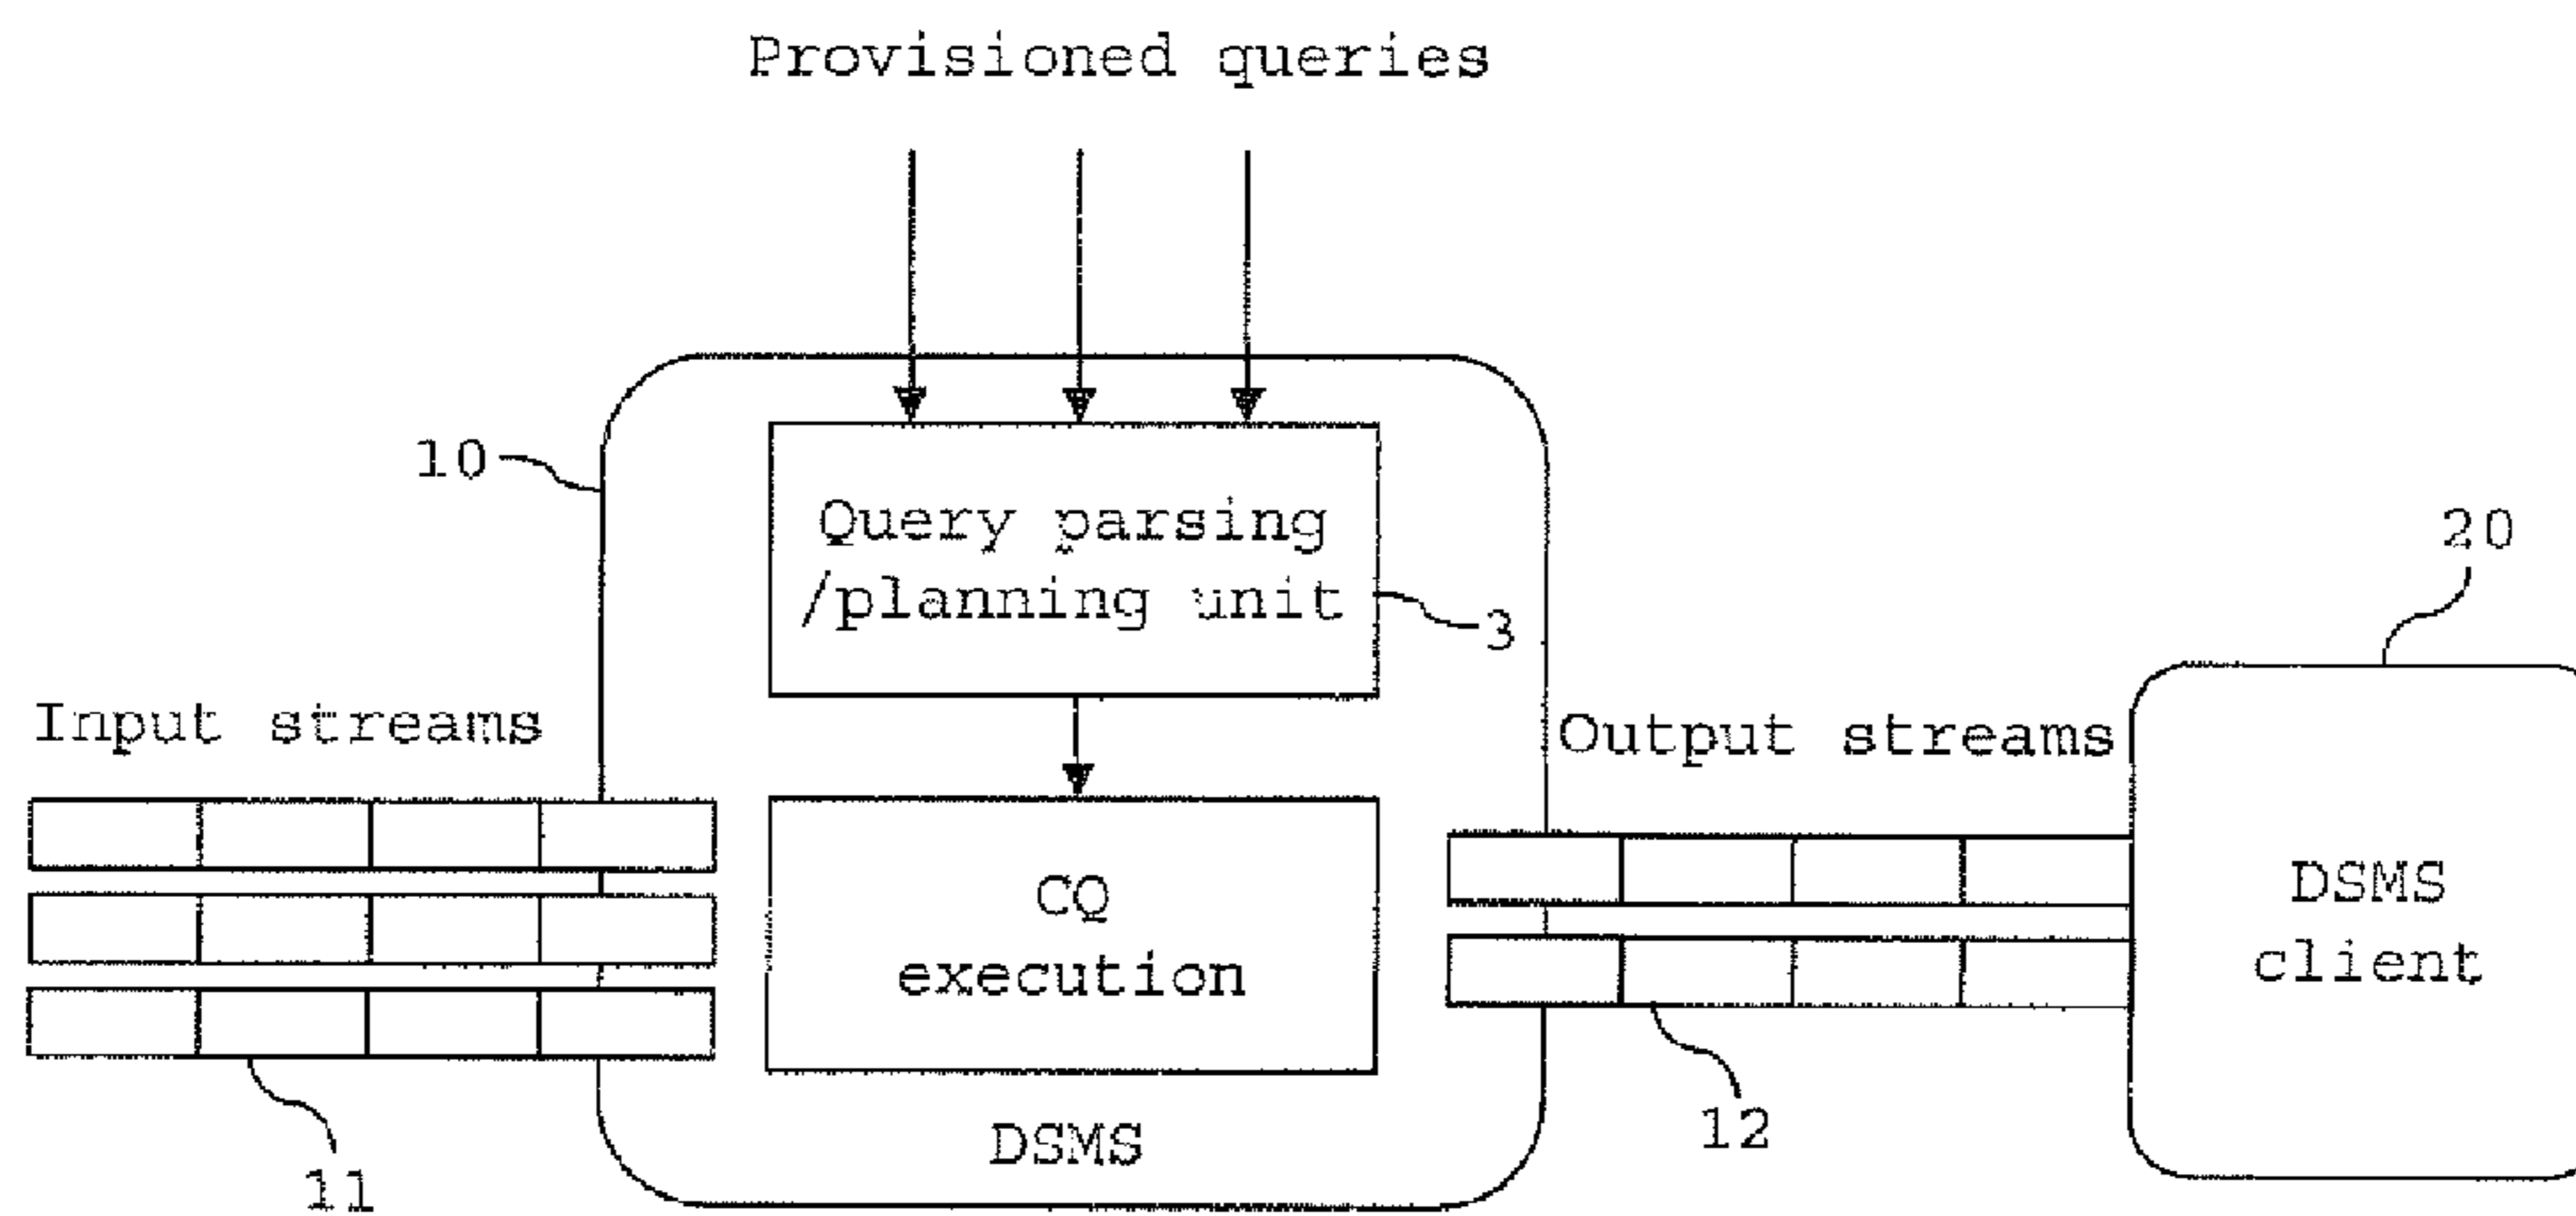 Provisioned queries
10
Query parsing
/planning unit
3
20
Input streams
Output streams
CQ
execution
DSMS
client
12
DSMS
11